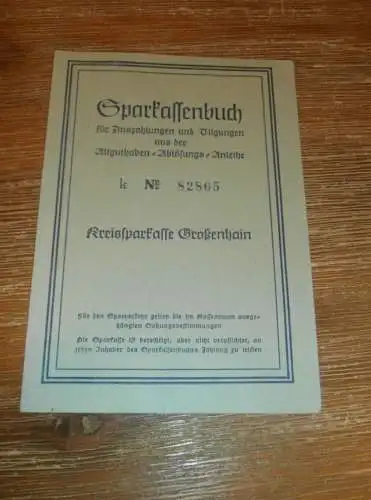 Sparkassenbuch
für Zinszahlungen und Tilgungen
aus der
Altguthaben-Ablösungs-Anleihe
k № 82865
Kreissparkasse Großenhain
Für den Sparverkehr gelten die im Kassenraum ausge-
hängten Satzungsbestimmungen
Die Sparkasse ist berechtigt, aber nicht verpflichtet, an
jeden Inhaber des Sparkassenbuches Zahlung zu leisten